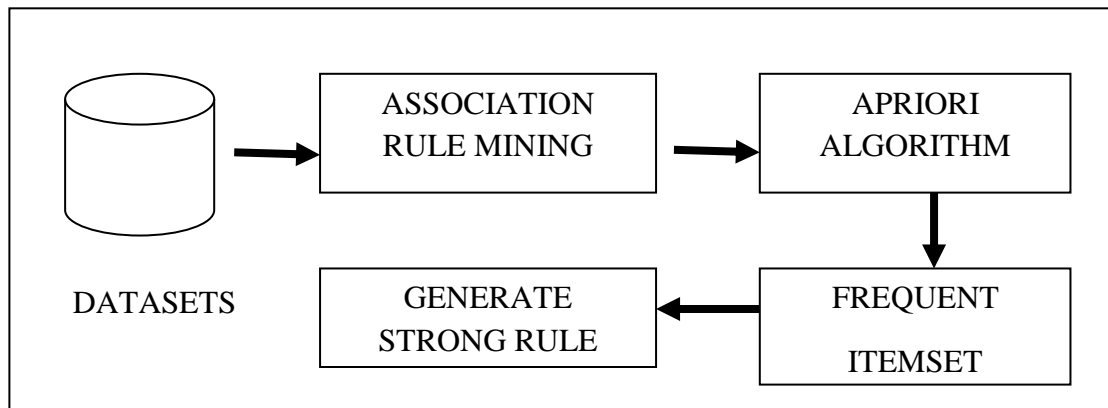 ASSOCIATION
RULE MINING
APRIORI
ALGORITHM
DATASETS
GENERATE
STRONG RULE
FREQUENT
ITEMSET